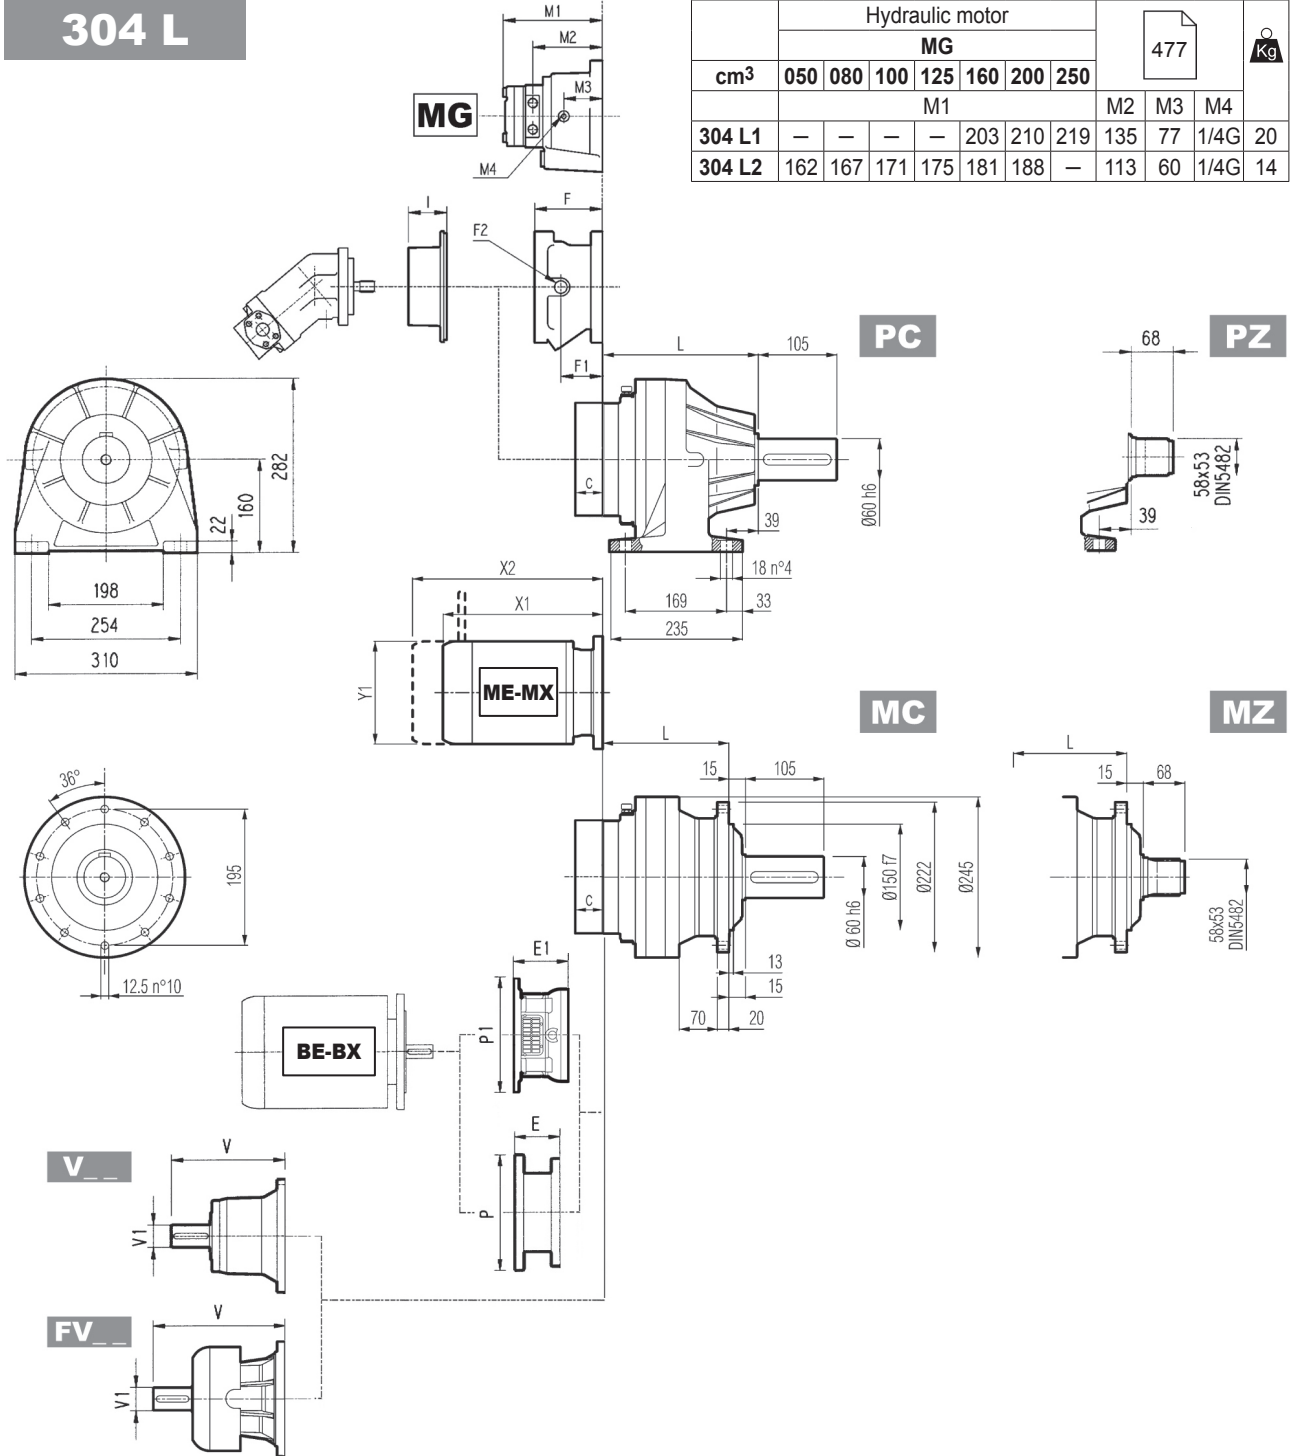 304 L
Hydraulic motor
MG
477
Kg
cm3 050 080 100 125 160 200 250
M1 M2 M3 M4
304 L1 — — — — 203 210 219 135 77 1/4G 20
304 L2 162 167 171 175 181 188 — 113 60 1/4G 14
M1
M2
M3
MG
M4
I
F
F2
F1
PC
PZ
L
105
68
C
Ø60 h6
39
58x53
DIN5482
39
282
160
22
198
254
310
18 n°4
169
33
235
X2
X1
Y1
ME-MX
MC
MZ
L
15
105
L
15
68
C
Ø 60 h6
Ø150 f7
Ø222
Ø245
58x53
DIN5482
36°
195
12.5 n°10
13
15
70
20
E1
P1
BE-BX
E
P
V_ _
V
V1
FV_ _
V
V1